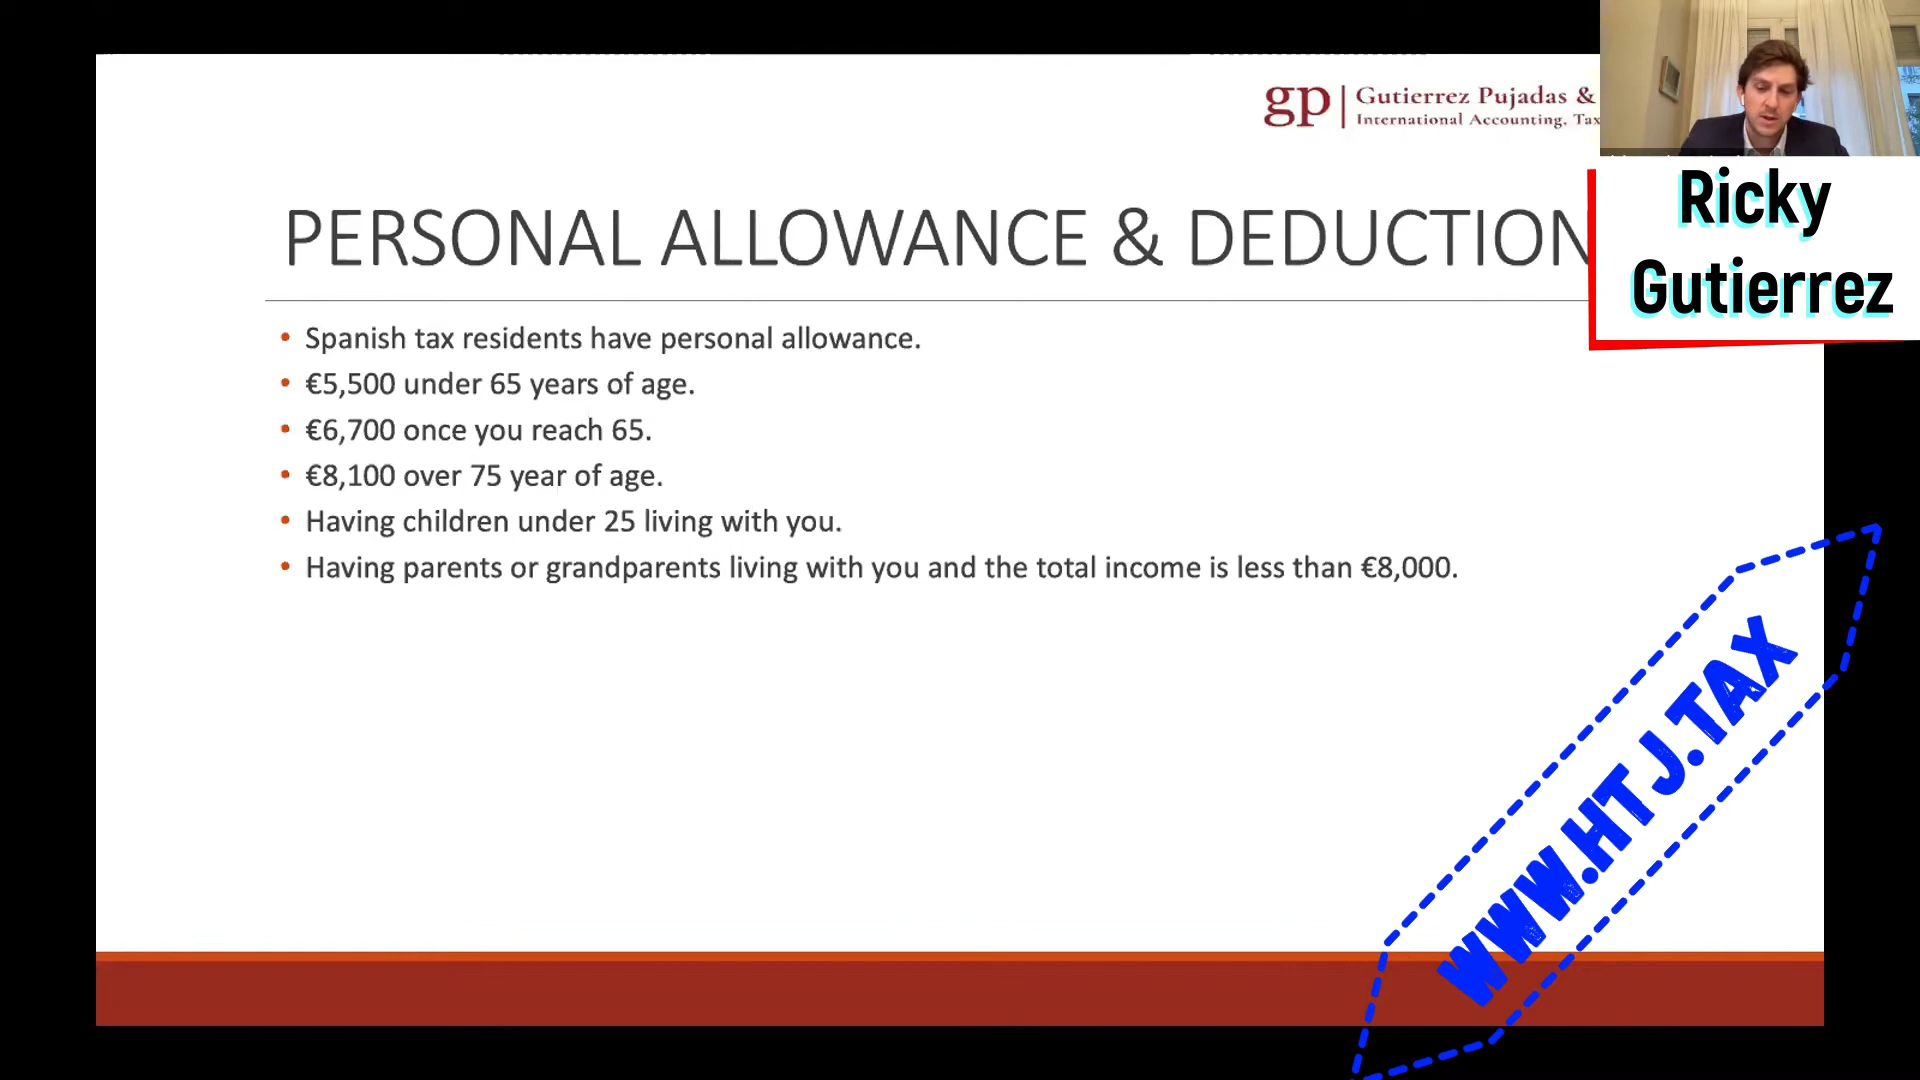 gp Gutierrez Pujadas &
International Accounting. Tax
Ricky
Gutierrez
PERSONAL ALLOWANCE & DEDUCTION
• Spanish tax residents have personal allowance.
• €5,500 under 65 years of age.
• €6,700 once you reach 65.
• €8,100 over 75 year of age.
• Having children under 25 living with you.
• Having parents or grandparents living with you and the total income is less than €8,000.
WWW.HTJ.TAX